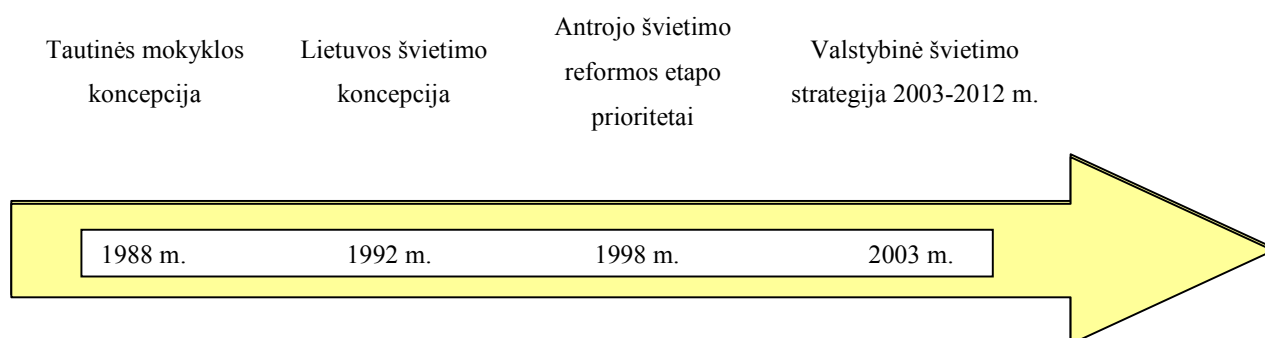 Tautinės mokyklos
koncepcija
Lietuvos švietimo
koncepcija
Antrojo švietimo
reformos etapo
prioritetai
Valstybinė švietimo
strategija 2003-2012 m.
1988 m.
1992 m.
1998 m.
2003 m.